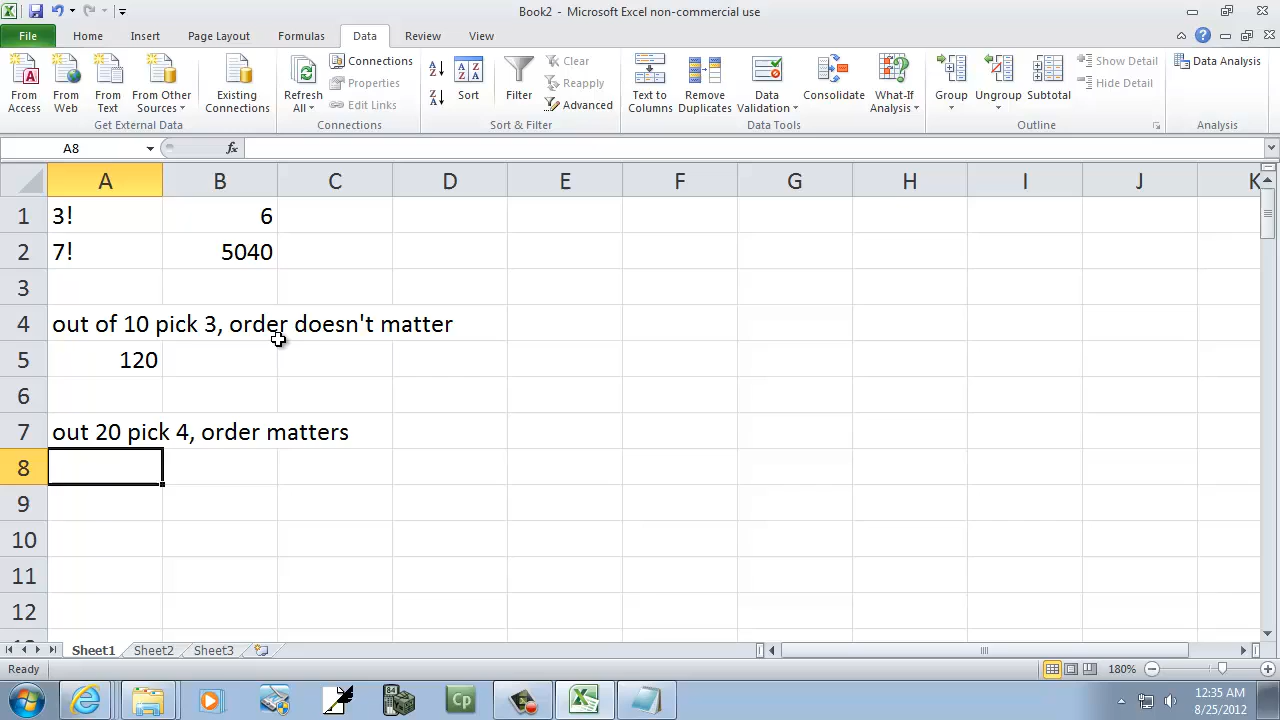 Book2 - Microsoft Excel non-commercial use
File Home Insert Page Layout Formulas Data Review View
From Access
From Web
From Text
From Other Sources
Existing Connections
Get External Data
Refresh All
Connections
Properties
Edit Links
Connections
Sort
Filter
Clear
Reapply
Advanced
Sort & Filter
Text to Columns
Remove Duplicates
Data Validation
Consolidate
What-If Analysis
Data Tools
Group
Ungroup
Subtotal
Show Detail
Hide Detail
Outline
Data Analysis
Analysis
A8 fx
A B C D E F G H I J K
1 3! 6
2 7! 5040
3
4 out of 10 pick 3, order doesn't matter
5 120
6
7 out 20 pick 4, order matters
8
9
10
11
12
Sheet1 Sheet2 Sheet3
Ready 180%
Cp
12:35 AM
8/25/2012